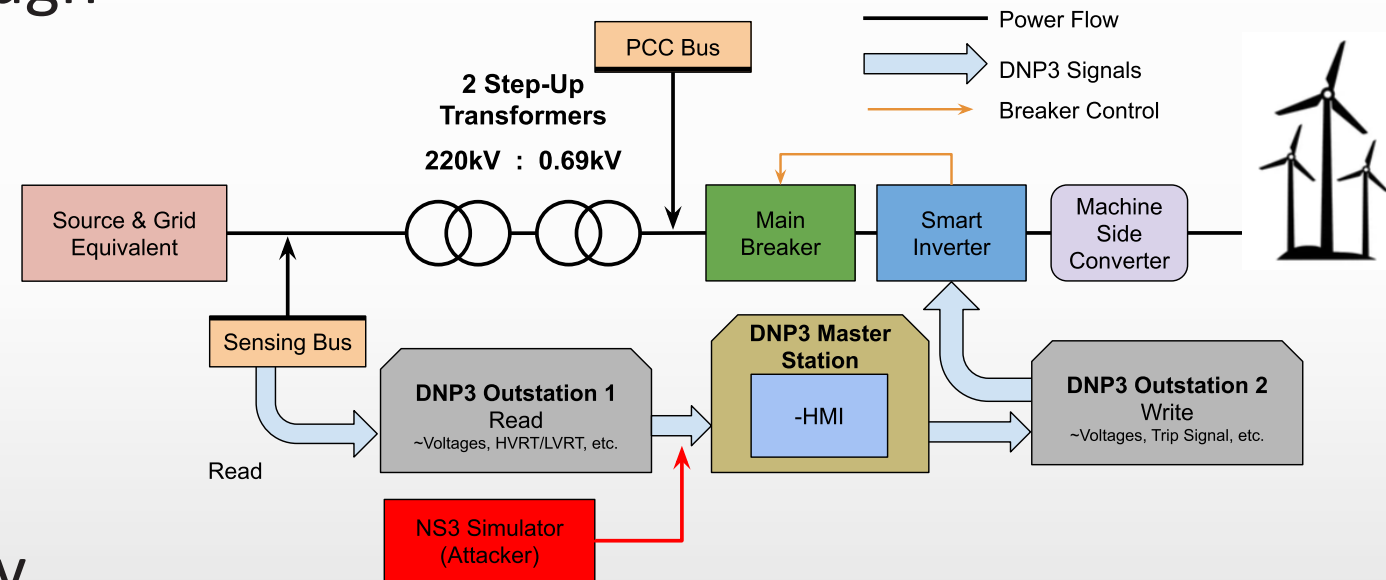 Power Flow
PCC Bus
DNP3 Signals
2 Step-Up
Transformers
Breaker Control
220kV : 0.69kV
Source & Grid
Equivalent
Main
Breaker
Smart
Inverter
Machine
Side
Converter
Sensing Bus
DNP3 Master
Station
-HMI
DNP3 Outstation 1
Read
~Voltages, HVRT/LVRT, etc.
DNP3 Outstation 2
Write
~Voltages, Trip Signal, etc.
Read
NS3 Simulator
(Attacker)